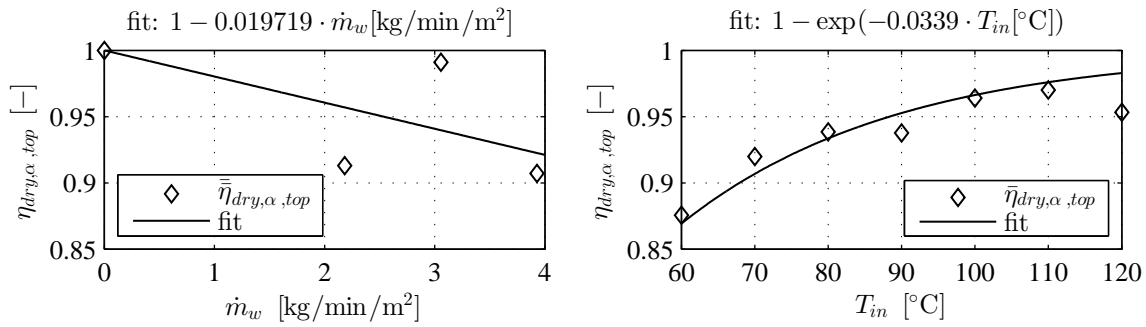 fit: 1 − 0.019719 · ṁ_w[kg/min/m²]
1
0.95
0.9
0.85
η_dry,α,top [−]
η̿_dry,α,top
fit
0 1 2 3 4
ṁ_w [kg/min/m²]
fit: 1 − exp(−0.0339 · T_in[°C])
1
0.95
0.9
0.85
η_dry,α,top [−]
η̄_dry,α,top
fit
60 70 80 90 100 110 120
T_in [°C]